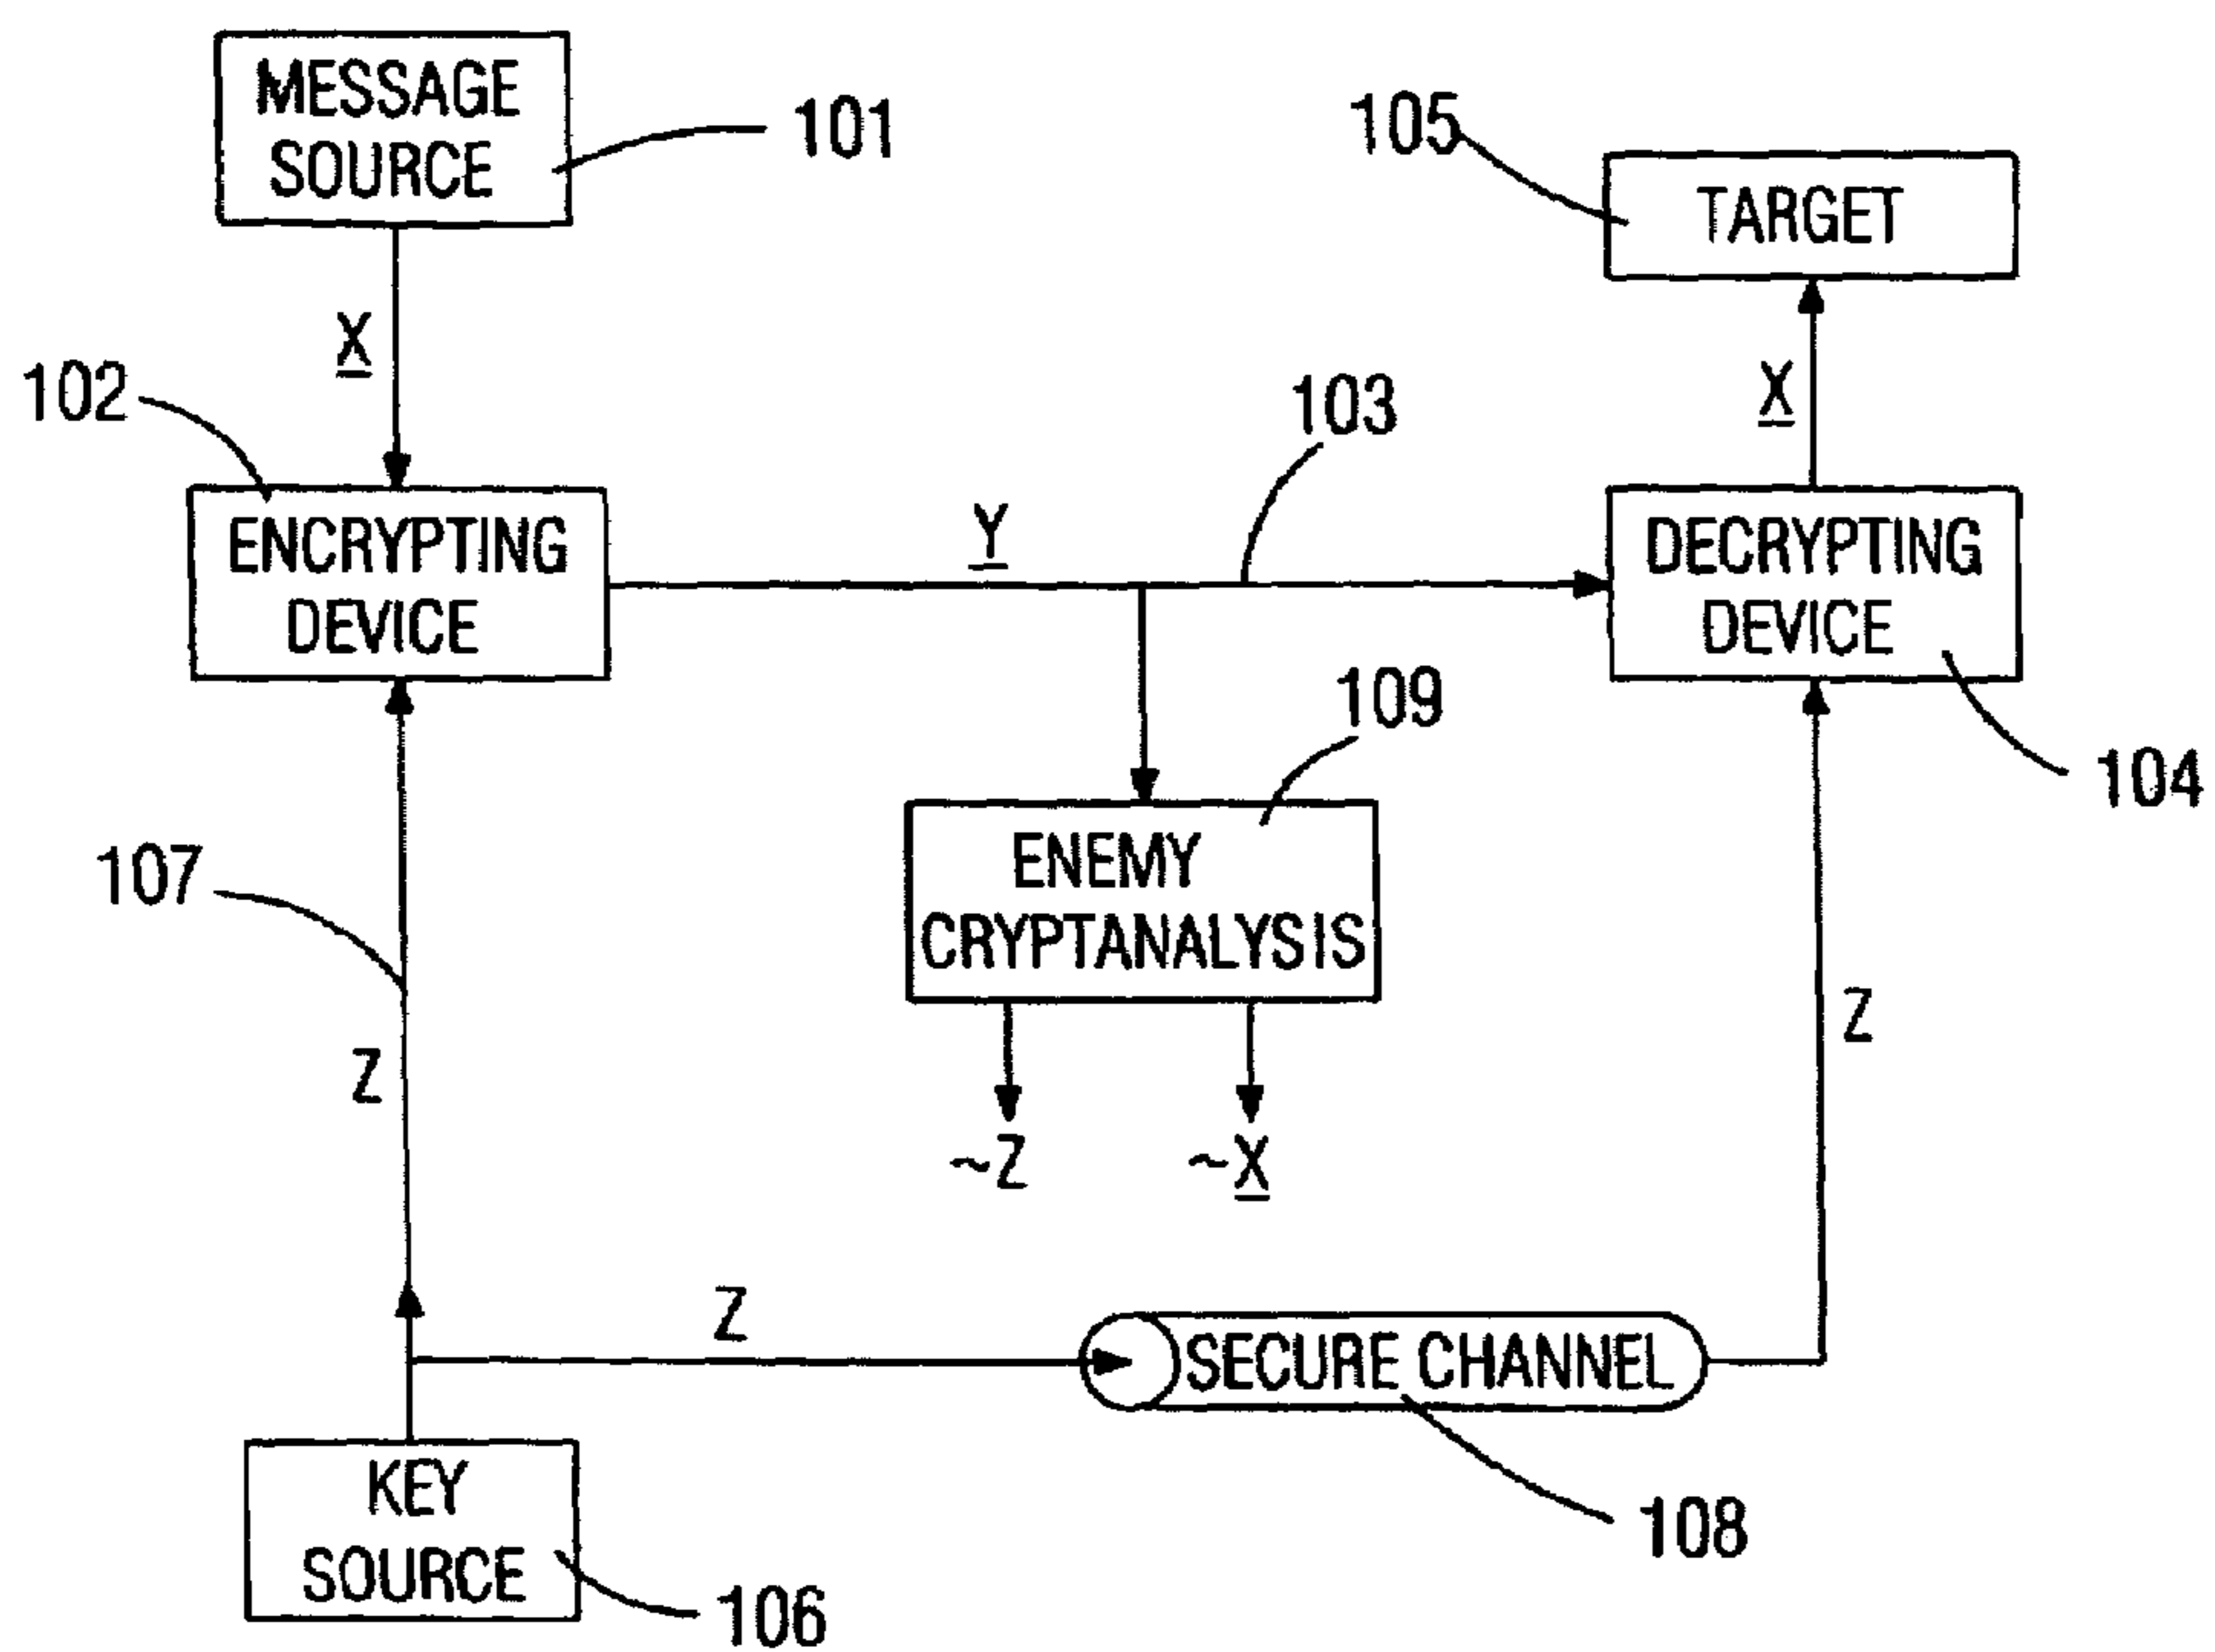 MESSAGE
SOURCE
101
105
TARGET
X
X
102
103
ENCRYPTING
DEVICE
Y
DECRYPTING
DEVICE
109
104
107
ENEMY
CRYPTANALYSIS
Z
Z
~Z
~X
Z
SECURE CHANNEL
KEY
SOURCE
108
106